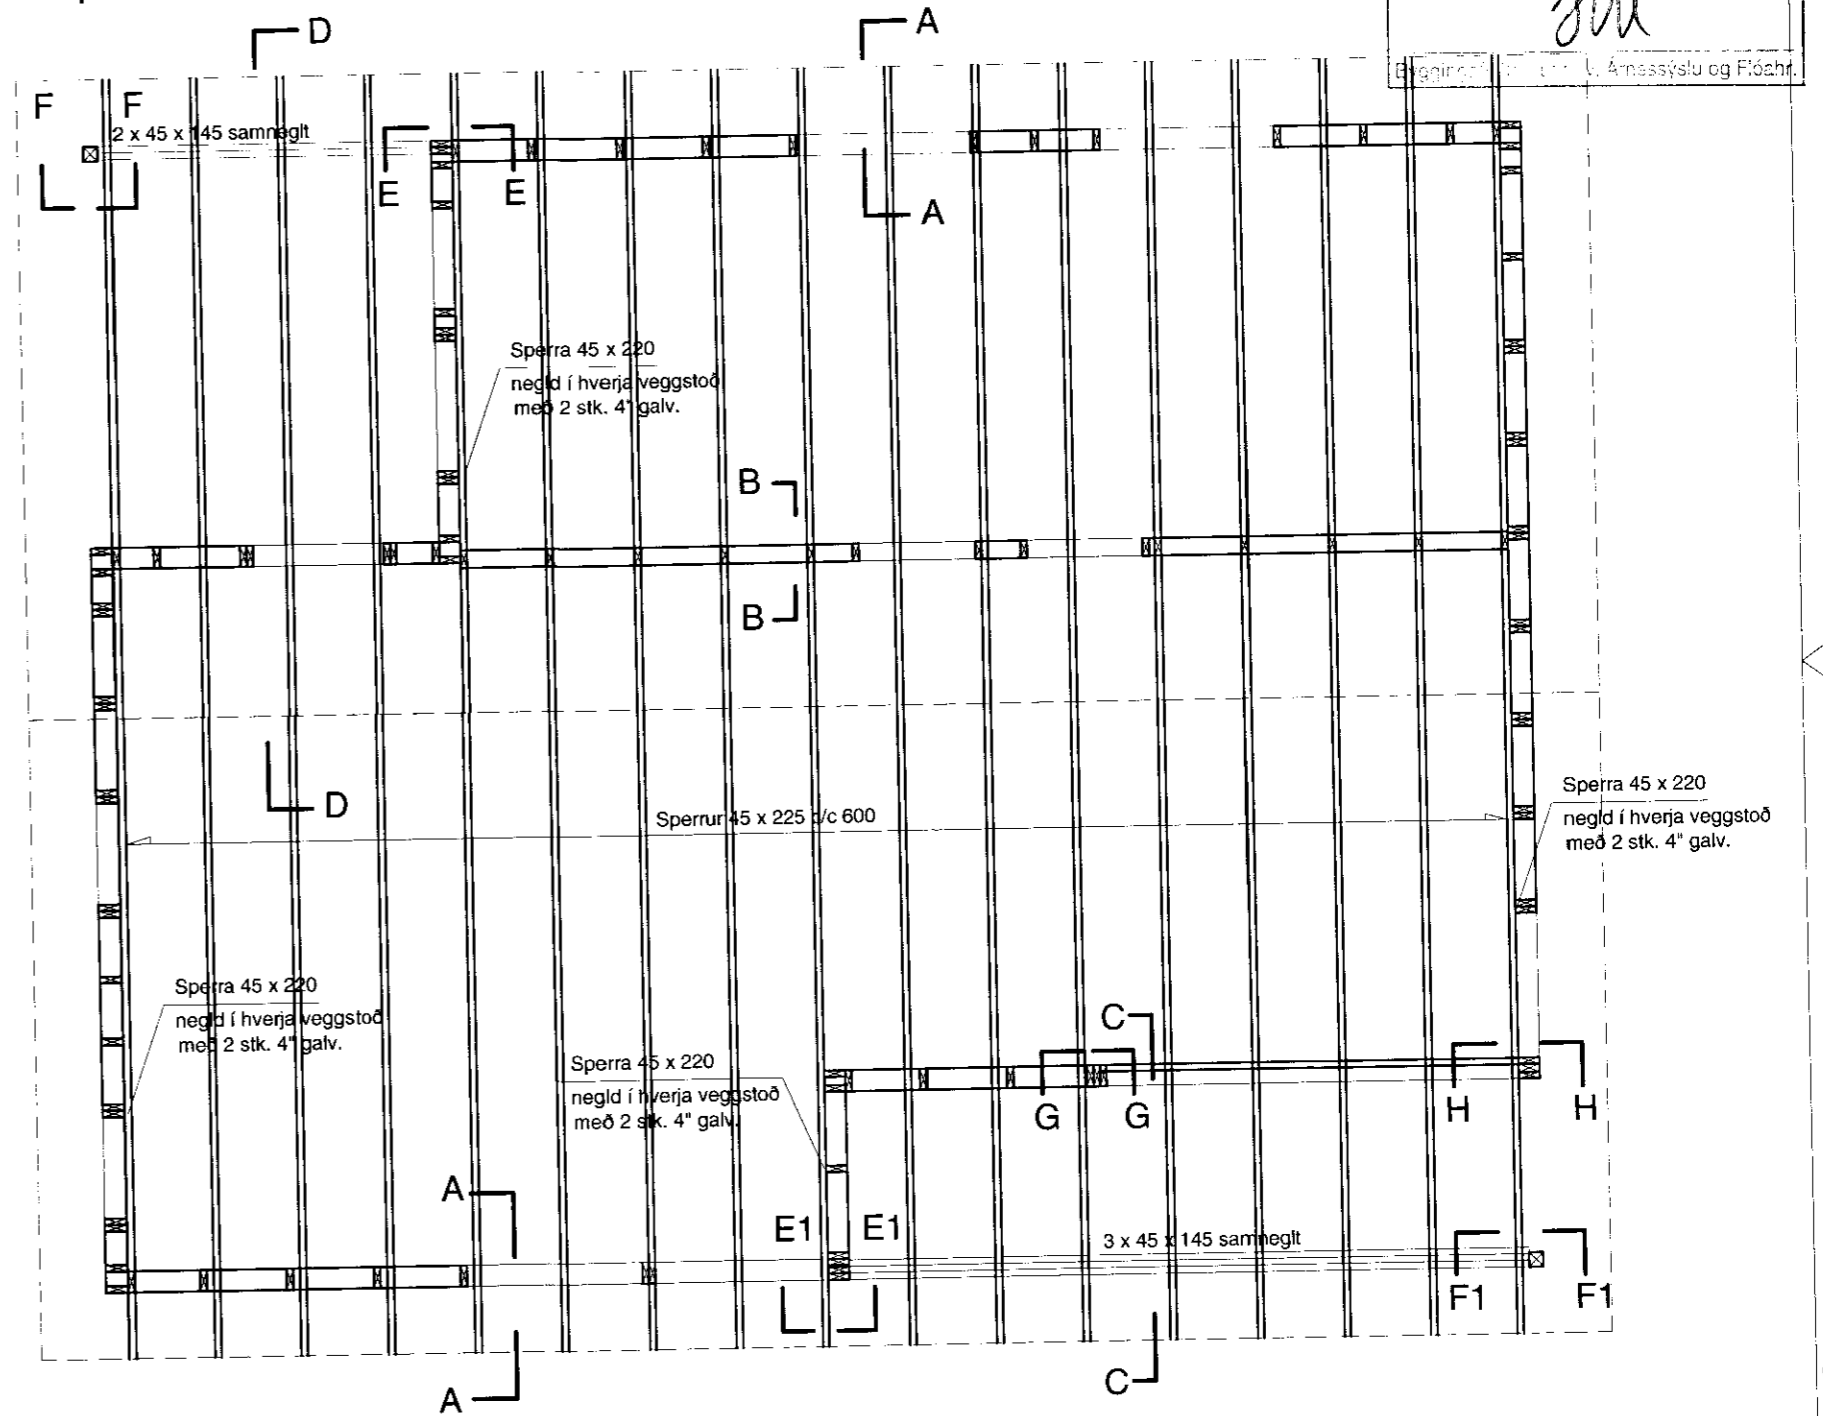 D
A
Árnessýslu og Flóahr.
F
F
2 x 45 x 145 samneglt
E
E
A
Sperra 45 x 220
negld í hverja veggstoð
með 2 stk. 4" galv.
B
B
D
Sperrur 45 x 225 c/c 600
Sperra 45 x 220
negld í hverja veggstoð
með 2 stk. 4" galv.
Sperra 45 x 220
negld í hverja veggstoð
með 2 stk. 4" galv.
C
Sperra 45 x 220
negld í hverja veggstoð
með 2 stk. 4" galv.
G
G
H
H
A
E1
E1
3 x 45 x 145 samneglt
F1
F1
C
A